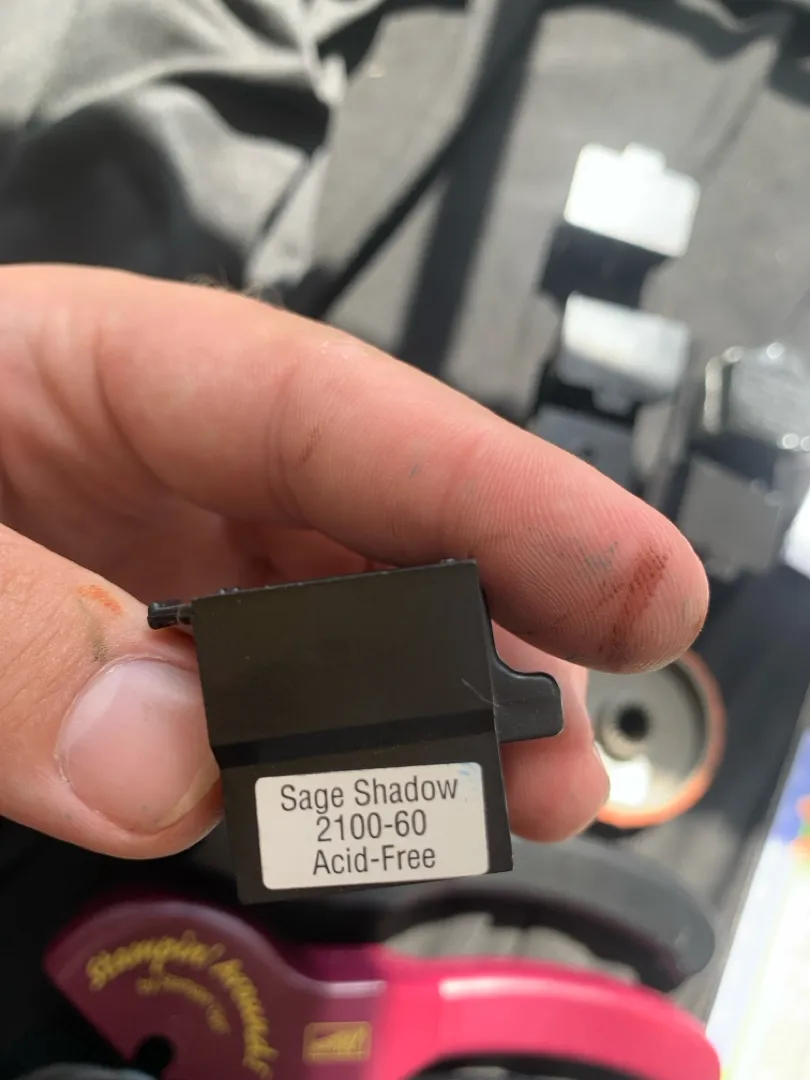 Sage Shadow
2100-60
Acid-Free
Stampin' Around